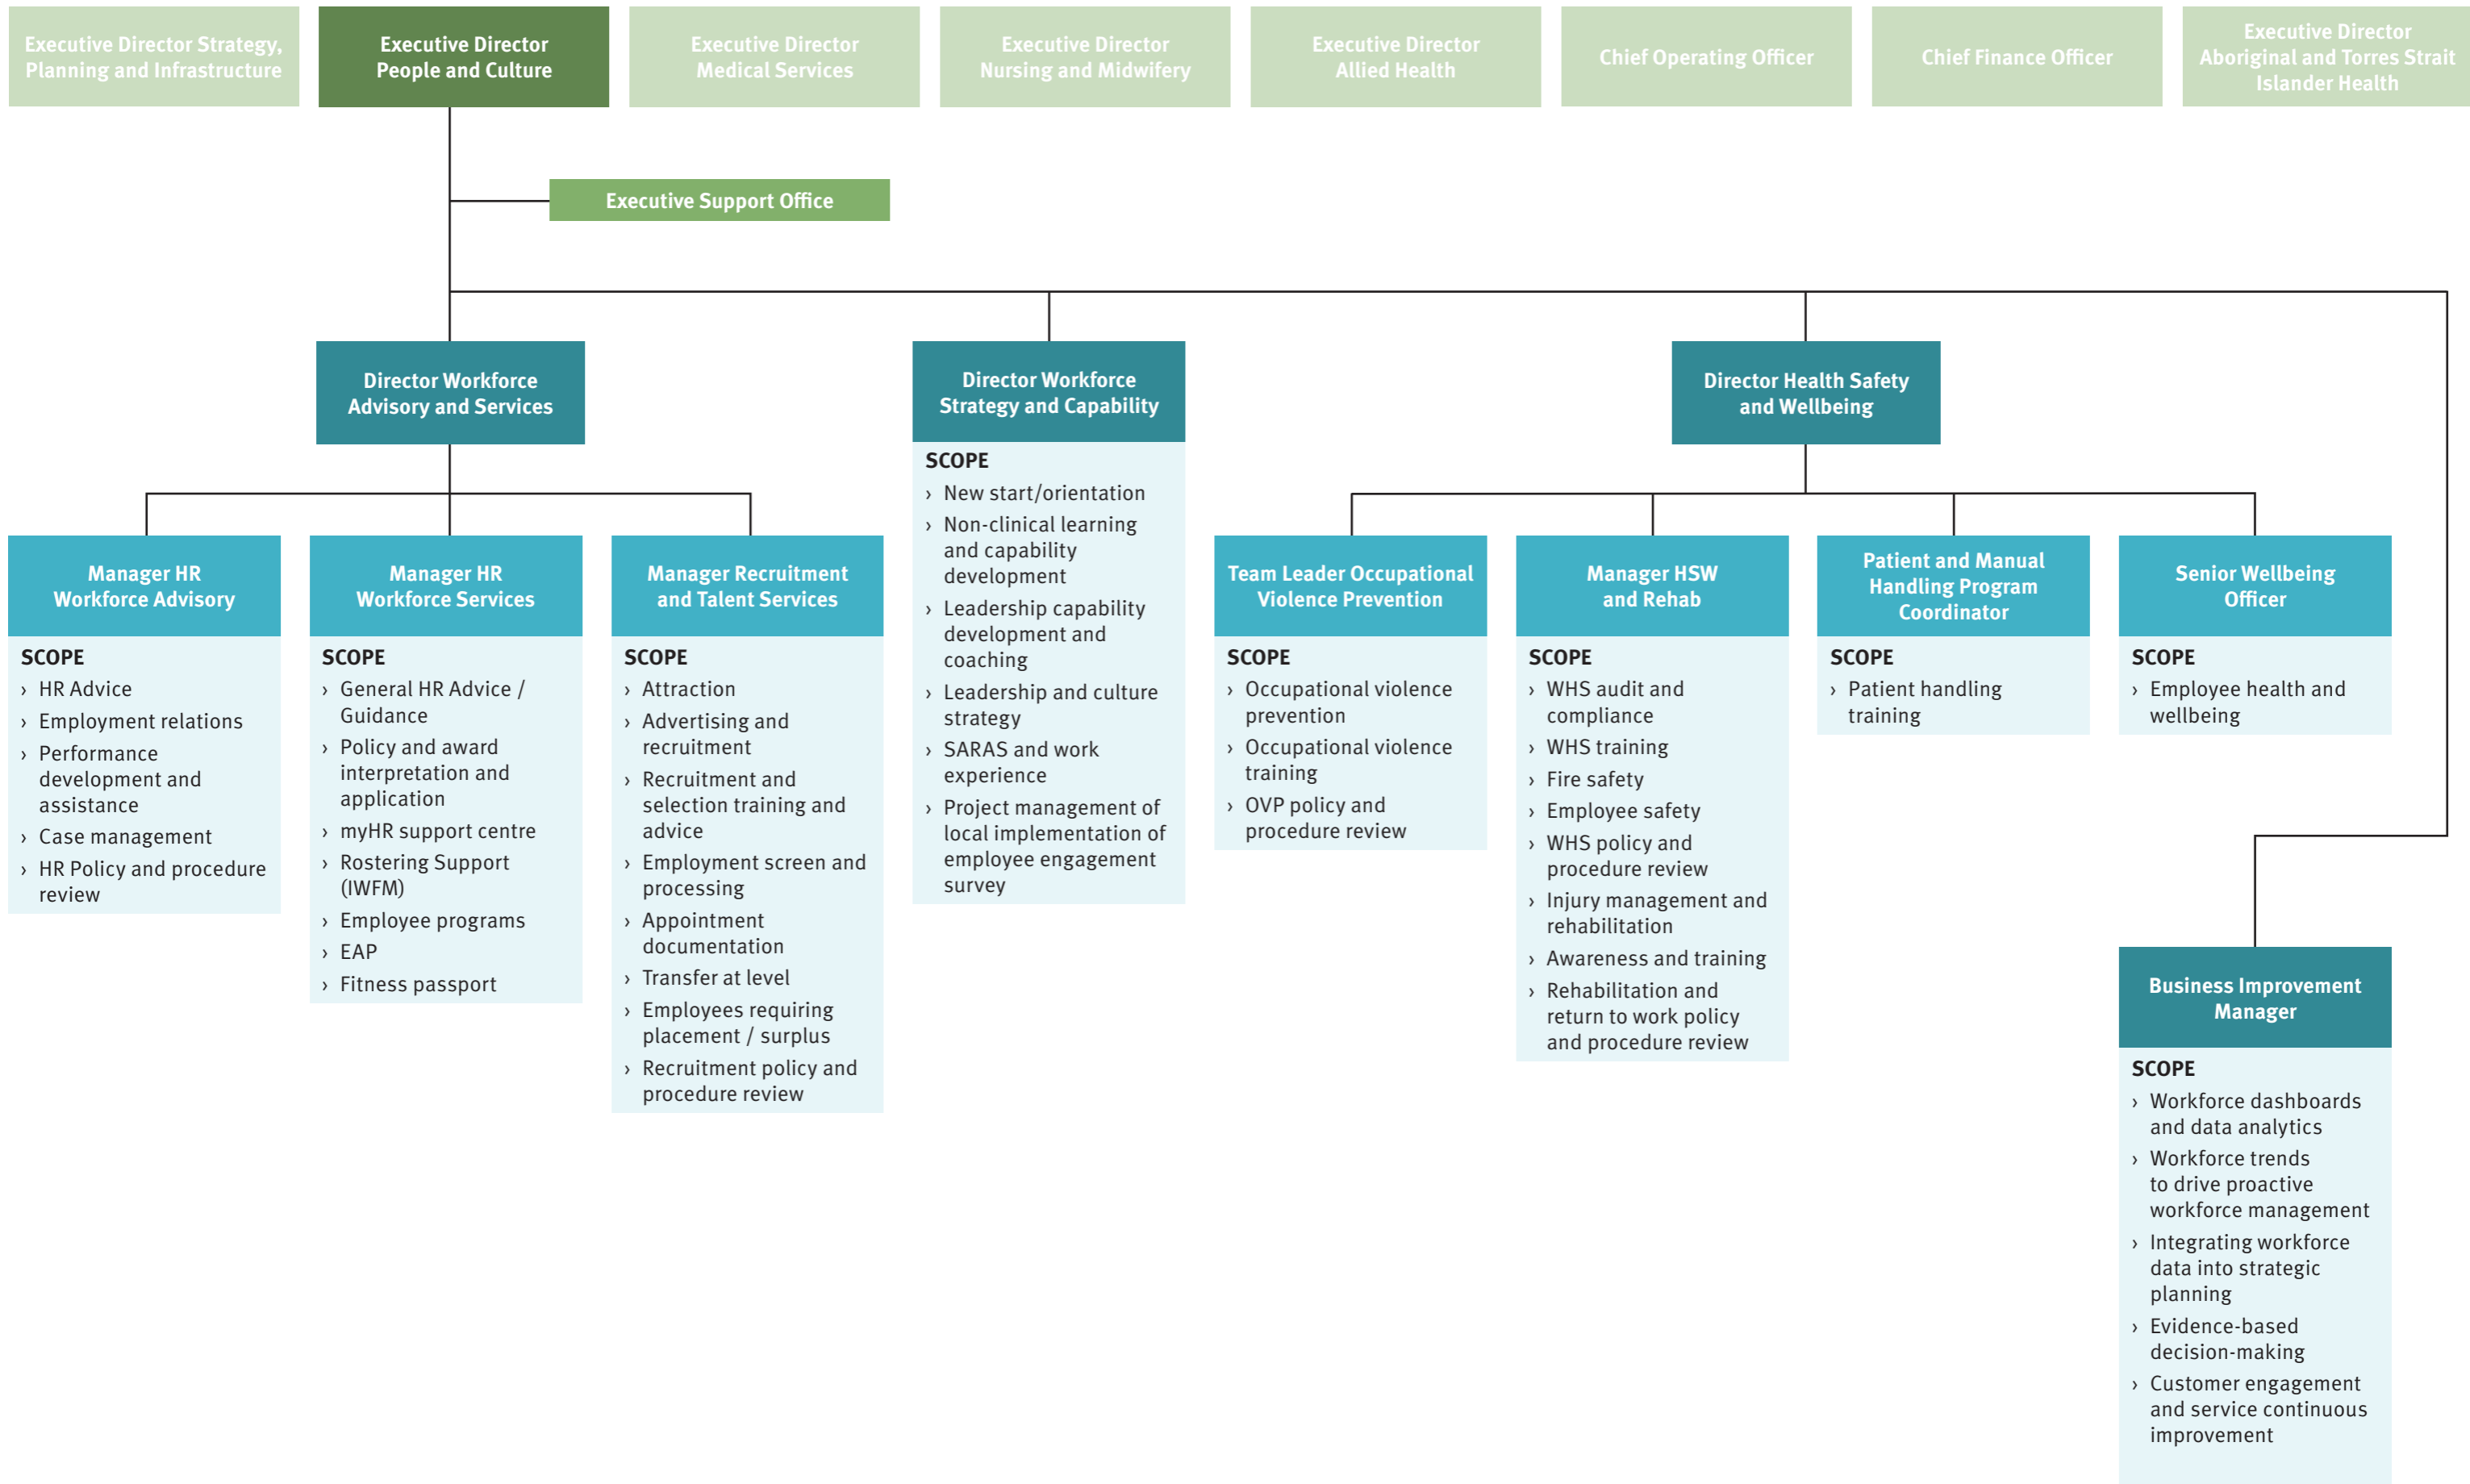 Executive Director Strategy,
Planning and Infrastructure
Executive Director
People and Culture
Executive Director
Medical Services
Executive Director
Nursing and Midwifery
Executive Director
Allied Health
Chief Operating Officer
Chief Finance Officer
Executive Director
Aboriginal and Torres Strait
Islander Health
Executive Support Office
Director Workforce
Advisory and Services
Manager HR
Workforce Advisory
SCOPE
› HR Advice
› Employment relations
› Performance
development and
assistance
› Case management
› HR Policy and procedure
review
Manager HR
Workforce Services
SCOPE
› General HR Advice /
Guidance
› Policy and award
interpretation and
application
› myHR support centre
› Rostering Support
(IWFM)
› Employee programs
› EAP
› Fitness passport
Manager Recruitment
and Talent Services
SCOPE
› Attraction
› Advertising and
recruitment
› Recruitment and
selection training and
advice
› Employment screen and
processing
› Appointment
documentation
› Transfer at level
› Employees requiring
placement / surplus
› Recruitment policy and
procedure review
Director Workforce
Strategy and Capability
SCOPE
› New start/orientation
› Non-clinical learning
and capability
development
› Leadership capability
development and
coaching
› Leadership and culture
strategy
› SARAS and work
experience
› Project management of
local implementation of
employee engagement
survey
Director Health Safety
and Wellbeing
Team Leader Occupational
Violence Prevention
SCOPE
› Occupational violence
prevention
› Occupational violence
training
› OVP policy and
procedure review
Manager HSW
and Rehab
SCOPE
› WHS audit and
compliance
› WHS training
› Fire safety
› Employee safety
› WHS policy and
procedure review
› Injury management and
rehabilitation
› Awareness and training
› Rehabilitation and
return to work policy
and procedure review
Patient and Manual
Handling Program
Coordinator
SCOPE
› Patient handling
training
Senior Wellbeing
Officer
SCOPE
› Employee health and
wellbeing
Business Improvement
Manager
SCOPE
› Workforce dashboards
and data analytics
› Workforce trends
to drive proactive
workforce management
› Integrating workforce
data into strategic
planning
› Evidence-based
decision-making
› Customer engagement
and service continuous
improvement